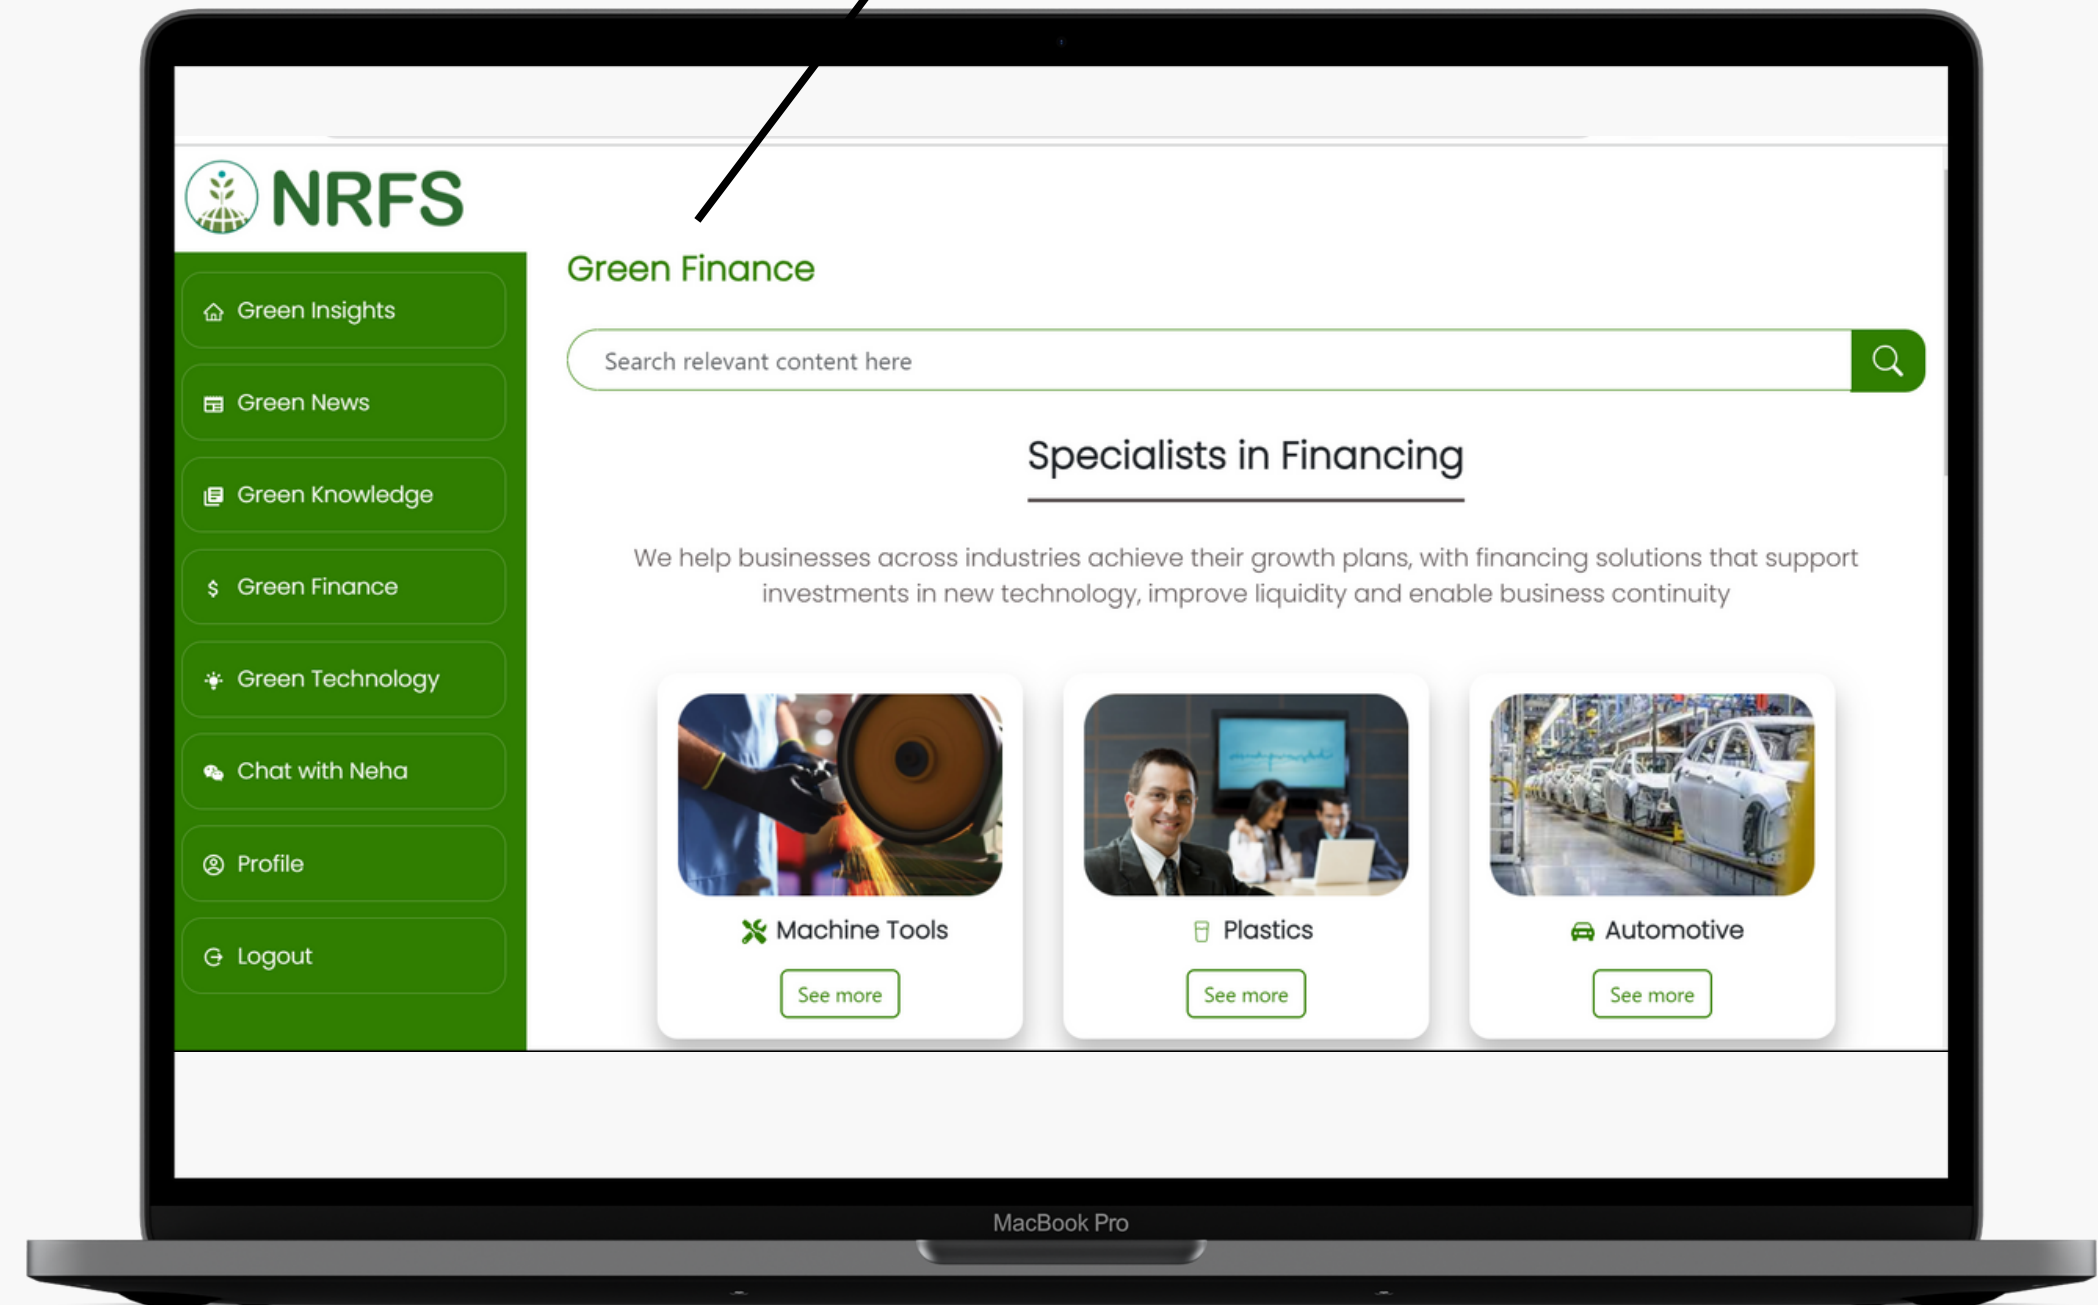 NRFS
Green Insights
Green News
Green Knowledge
Green Finance
Green Technology
Chat with Neha
Profile
Logout
Green Finance
Search relevant content here
Specialists in Financing
We help businesses across industries achieve their growth plans, with financing solutions that support
investments in new technology, improve liquidity and enable business continuity
Machine Tools
Plastics
Automotive
See more
See more
See more
MacBook Pro